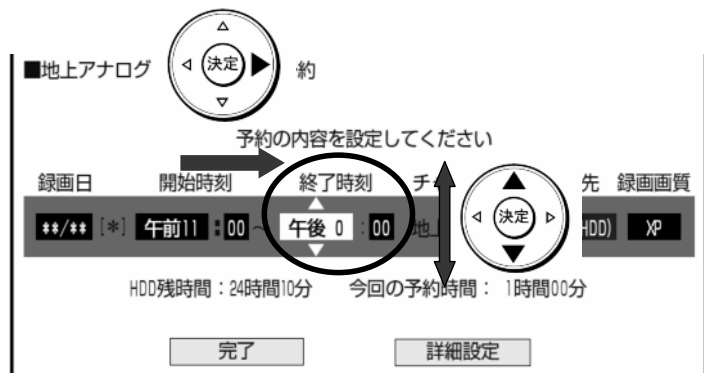 ■地上アナログ 約
決定
予約の内容を設定してください
録画日 開始時刻 終了時刻 チ 先 録画画質
**/** [*] 午前11:00～ 午後 0:00 地上 HDD) XP
決定
HDD残時間：24時間10分 今回の予約時間： 1時間00分
完了 詳細設定